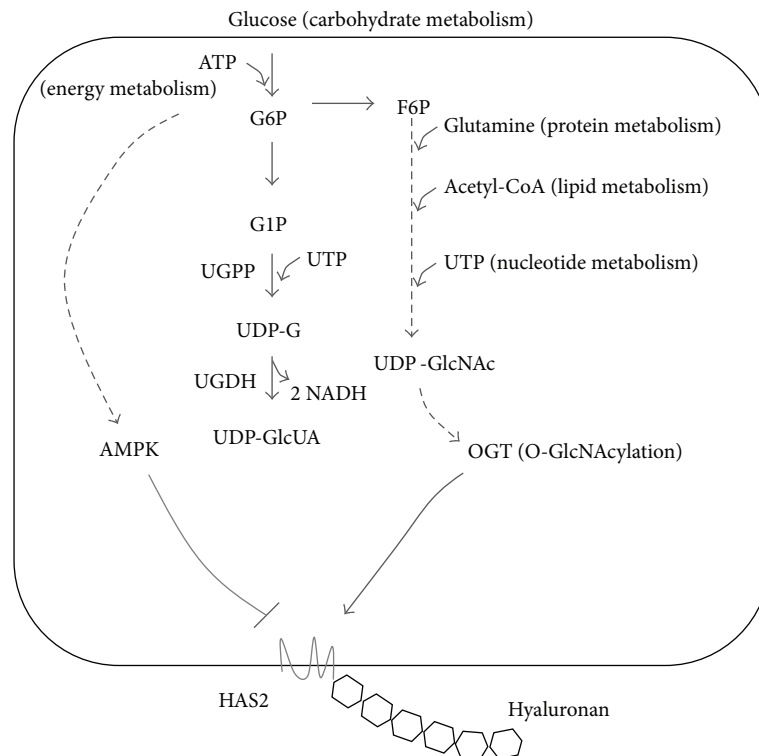 Glucose (carbohydrate metabolism)
ATP
(energy metabolism)
G6P
F6P
Glutamine (protein metabolism)
Acetyl-CoA (lipid metabolism)
G1P
UGPP
UTP
UTP (nucleotide metabolism)
UDP-G
UDP -GlcNAc
UGDH
2 NADH
UDP-GlcUA
AMPK
OGT (O-GlcNAcylation)
HAS2
Hyaluronan